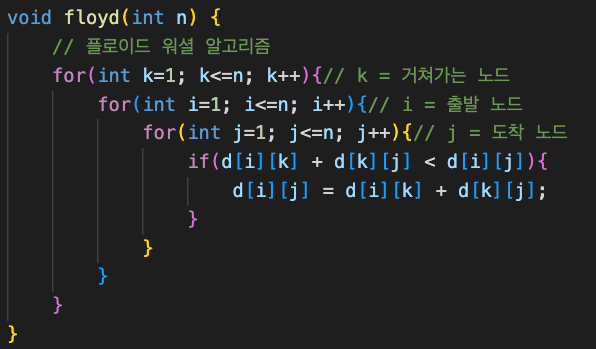 void floyd(int n) {
// 플로이드 워셜 알고리즘
for(int k=1; k<=n; k++){// k = 거쳐가는 노드
for(int i=1; i<=n; i++){// i = 출발 노드
for(int j=1; j<=n; j++){// j = 도착 노드
if(d[i][k] + d[k][j] < d[i][j]){
d[i][j] = d[i][k] + d[k][j];
}
}
}
}
}